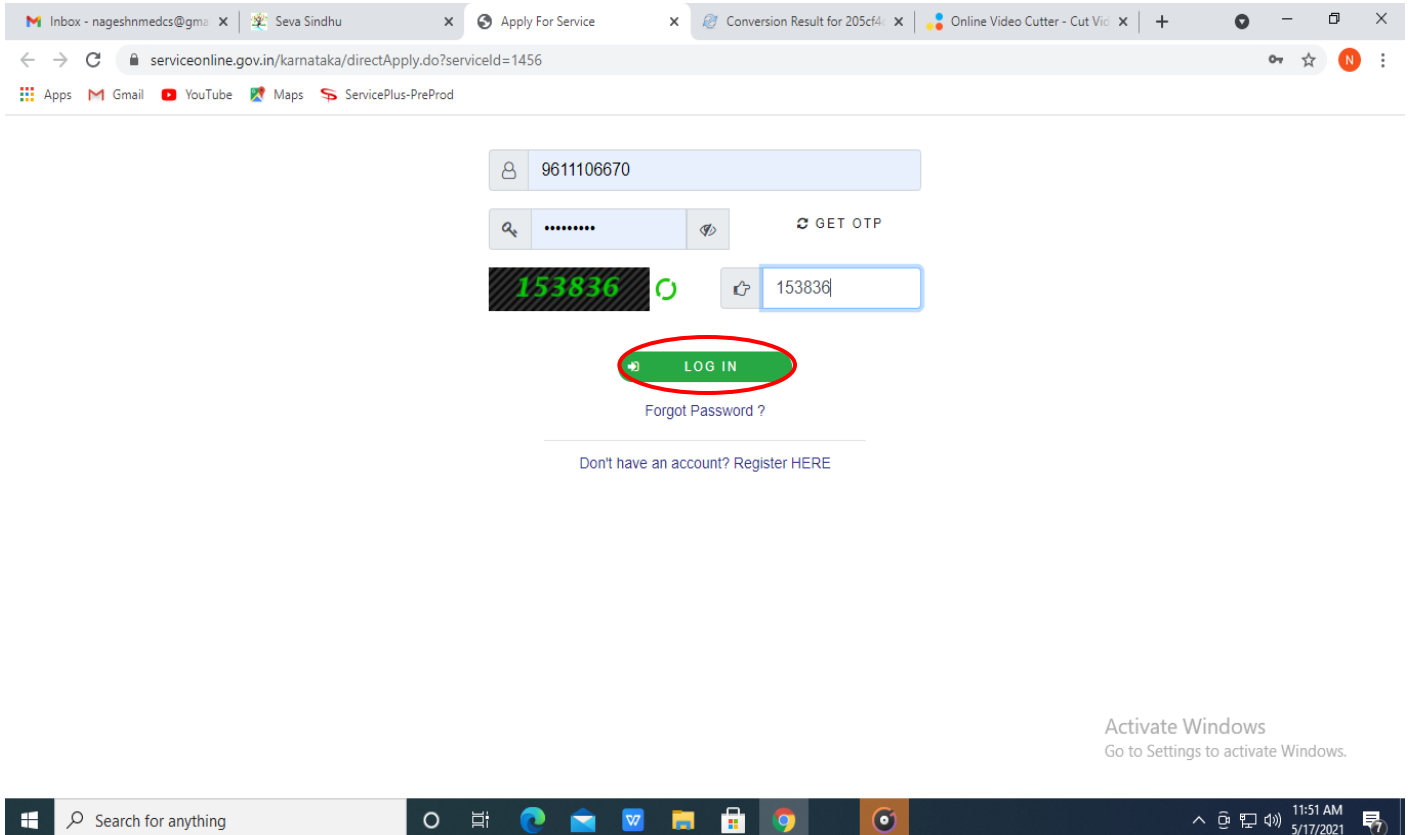 Inbox - nageshnmedcs@gma
Seva Sindhu
Apply For Service
Conversion Result for 205cf4
Online Video Cutter - Cut Vid
serviceonline.gov.in/karnataka/directApply.do?serviceId=1456
N
Apps
Gmail
YouTube
Maps
ServicePlus-PreProd
9611106670
•••••••••
GET OTP
153836
153836
LOG IN
Forgot Password ?
Don't have an account? Register HERE
Activate Windows
Go to Settings to activate Windows.
Search for anything
W
11:51 AM
5/17/2021
7